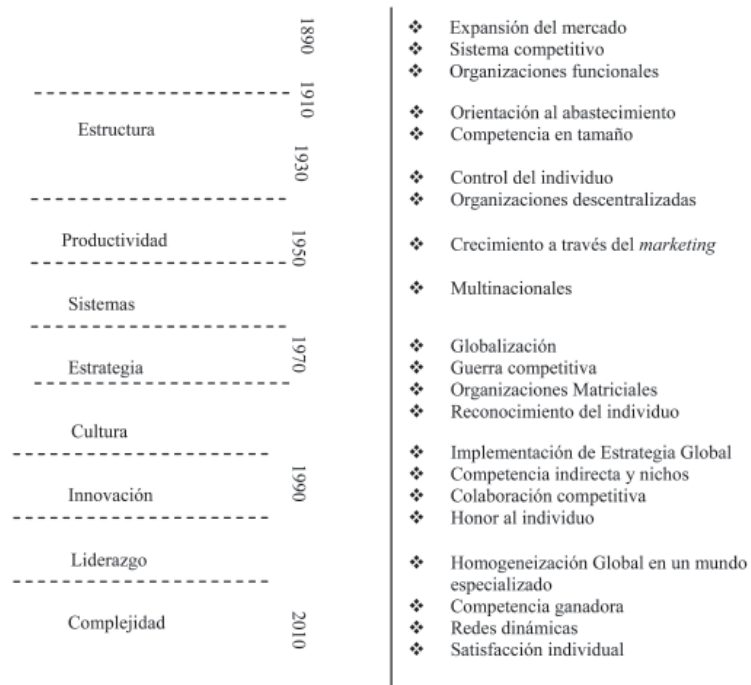 1890
1910
Estructura
1930
Productividad
1950
Sistemas
Estrategia
1970
Cultura
Innovación
1990
Liderazgo
Complejidad
2010
❖ Expansión del mercado
❖ Sistema competitivo
❖ Organizaciones funcionales
❖ Orientación al abastecimiento
❖ Competencia en tamaño
❖ Control del individuo
❖ Organizaciones descentralizadas
❖ Crecimiento a través del marketing
❖ Multinacionales
❖ Globalización
❖ Guerra competitiva
❖ Organizaciones Matriciales
❖ Reconocimiento del individuo
❖ Implementación de Estrategia Global
❖ Competencia indirecta y nichos
❖ Colaboración competitiva
❖ Honor al individuo
❖ Homogeneización Global en un mundo
especializado
❖ Competencia ganadora
❖ Redes dinámicas
❖ Satisfacción individual